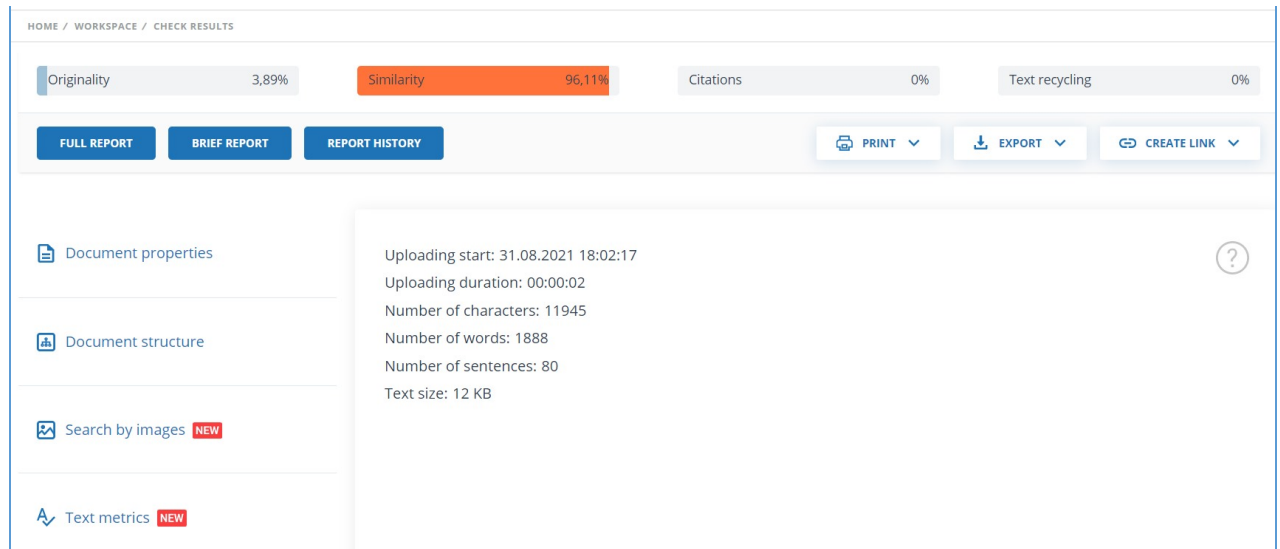 HOME / WORKSPACE / CHECK RESULTS
Originality 3,89% Similarity 96,11% Citations 0% Text recycling 0%
FULL REPORT BRIEF REPORT REPORT HISTORY PRINT EXPORT CREATE LINK
Document properties
Document structure
Search by images NEW
Text metrics NEW
Uploading start: 31.08.2021 18:02:17
Uploading duration: 00:00:02
Number of characters: 11945
Number of words: 1888
Number of sentences: 80
Text size: 12 KB
?